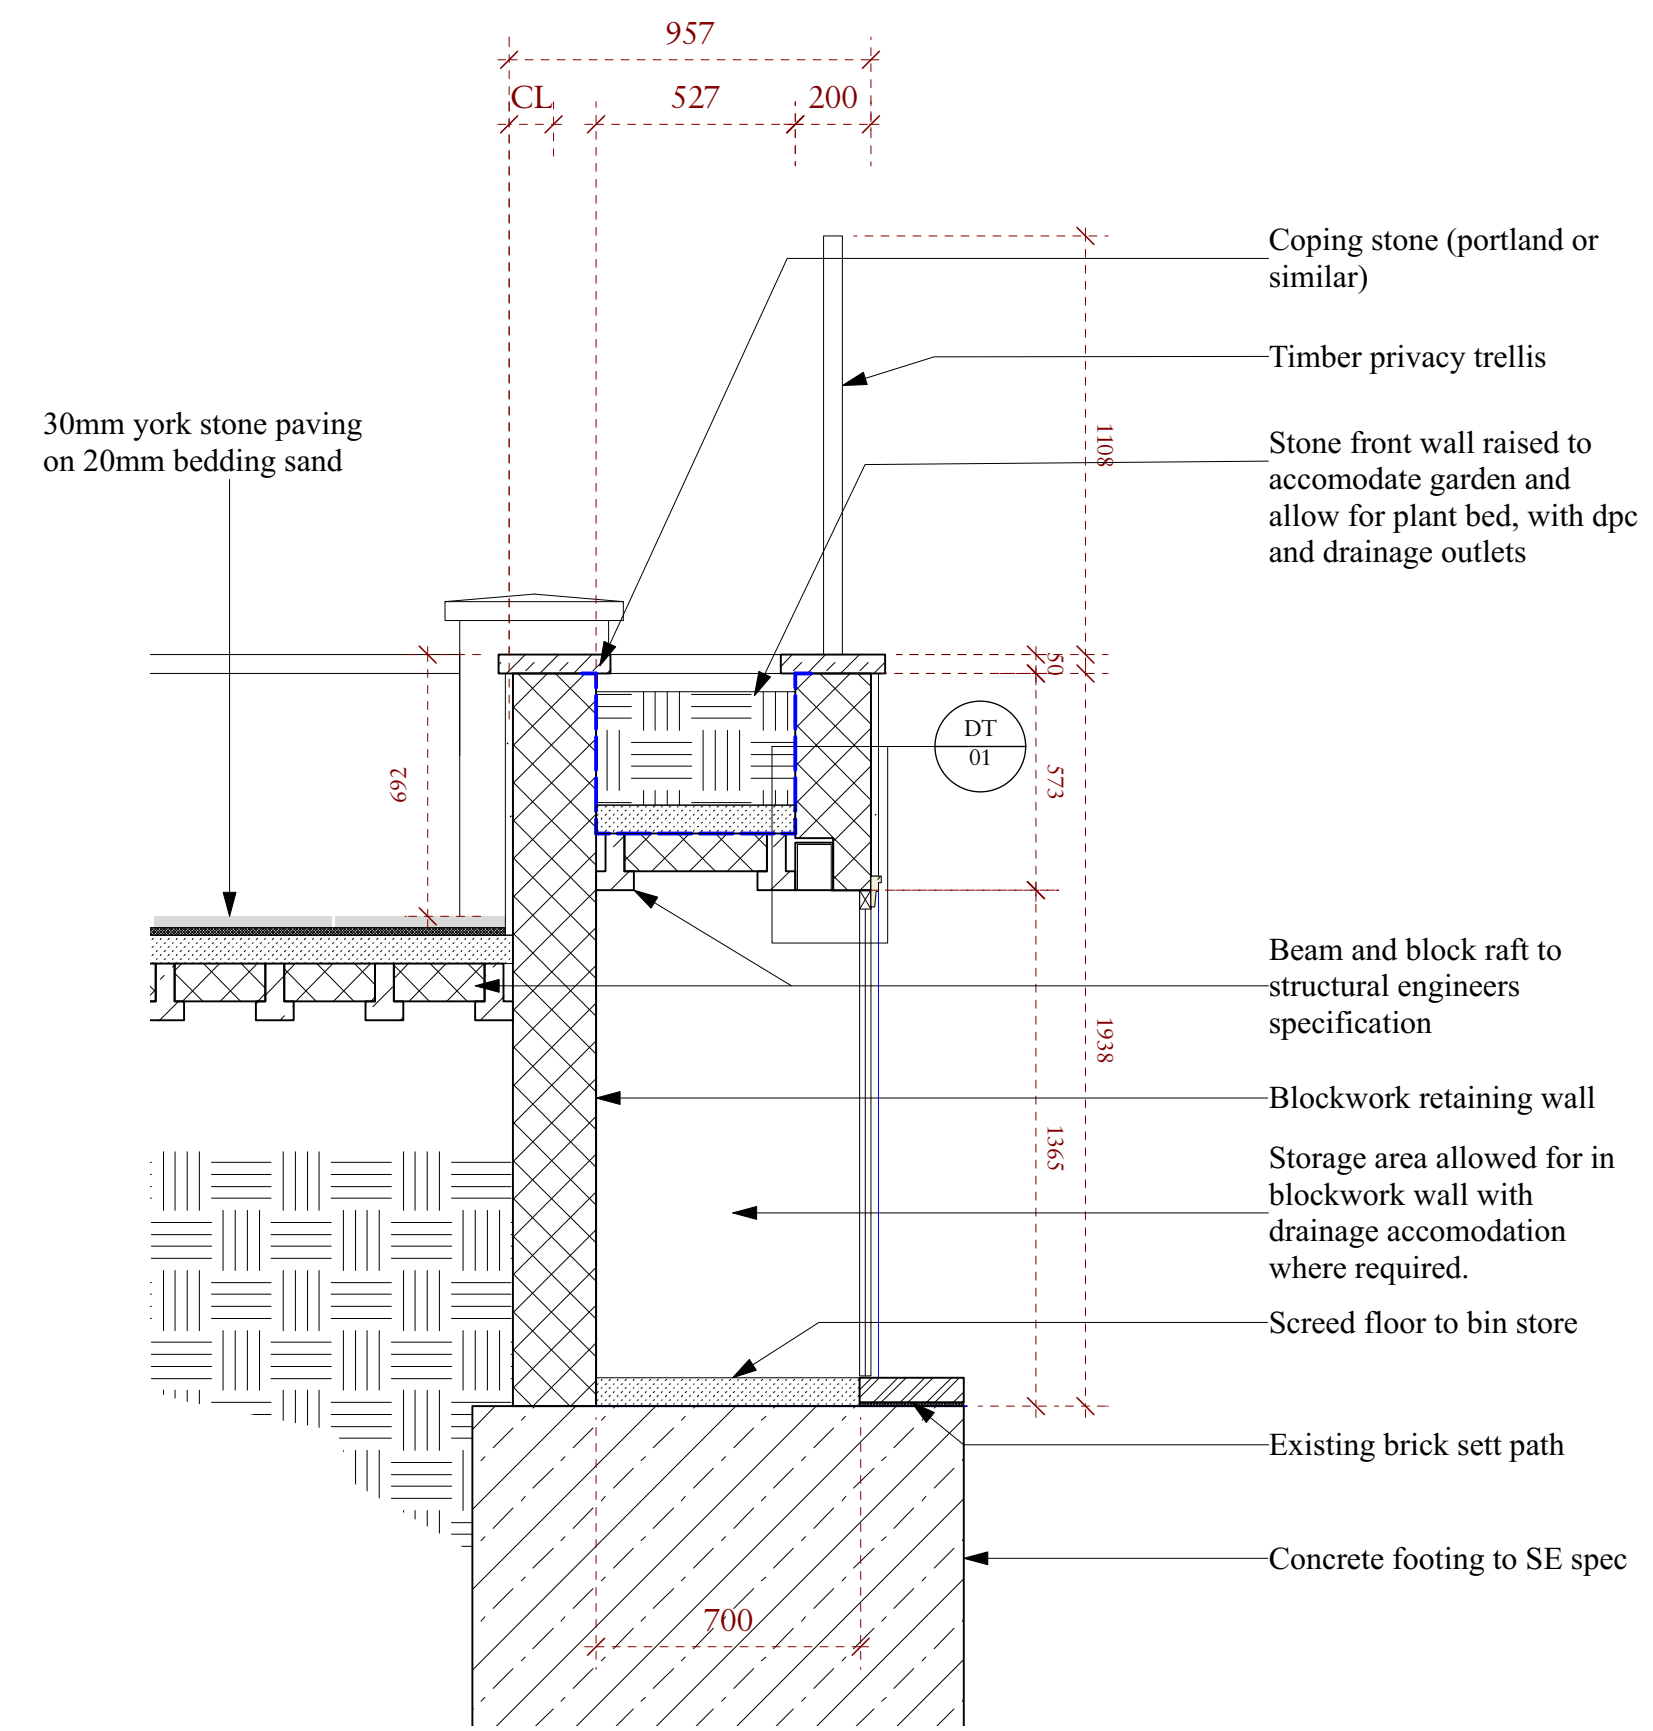 957
CL
527
200
Coping stone (portland or
similar)
Timber privacy trellis
1108
30mm york stone paving
on 20mm bedding sand
Stone front wall raised to
accomodate garden and
allow for plant bed, with dpc
and drainage outlets
50
DT
01
692
573
Beam and block raft to
structural engineers
specification
1938
Blockwork retaining wall
1365
Storage area allowed for in
blockwork wall with
drainage accomodation
where required.
Screed floor to bin store
Existing brick sett path
Concrete footing to SE spec
700